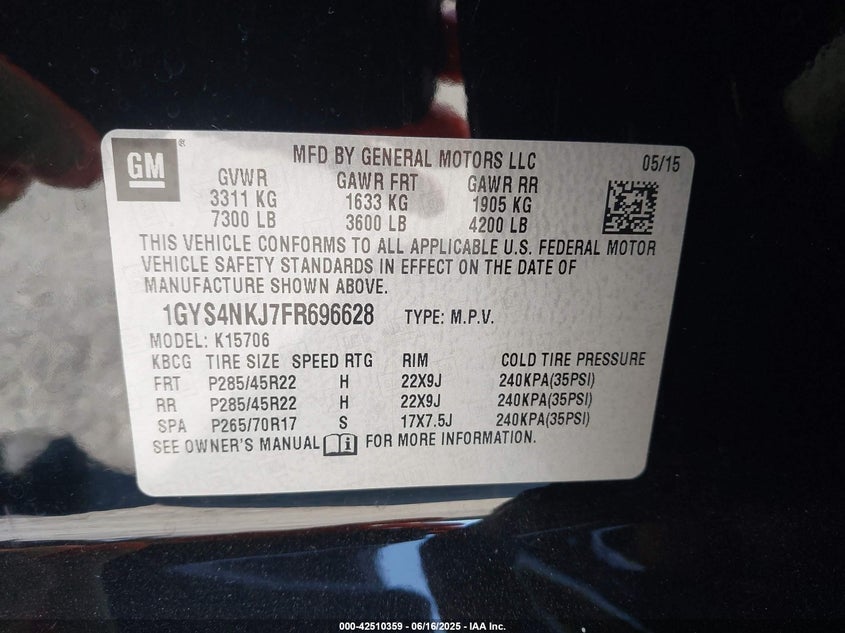 GM
®
MFD BY GENERAL MOTORS LLC 05/15
GVWR GAWR FRT GAWR RR
3311 KG 1633 KG 1905 KG
7300 LB 3600 LB 4200 LB
THIS VEHICLE CONFORMS TO ALL APPLICABLE U.S. FEDERAL MOTOR
VEHICLE SAFETY STANDARDS IN EFFECT ON THE DATE OF
MANUFACTURE SHOWN ABOVE.
1GYS4NKJ7FR696628 TYPE: M.P.V.
MODEL: K15706
KBCG TIRE SIZE SPEED RTG RIM COLD TIRE PRESSURE
FRT P285/45R22 H 22X9J 240KPA(35PSI)
RR P285/45R22 H 22X9J 240KPA(35PSI)
SPA P265/70R17 S 17X7.5J 240KPA(35PSI)
SEE OWNER'S MANUAL FOR MORE INFORMATION.
000-42510359 - 06/16/2025 - IAA Inc.